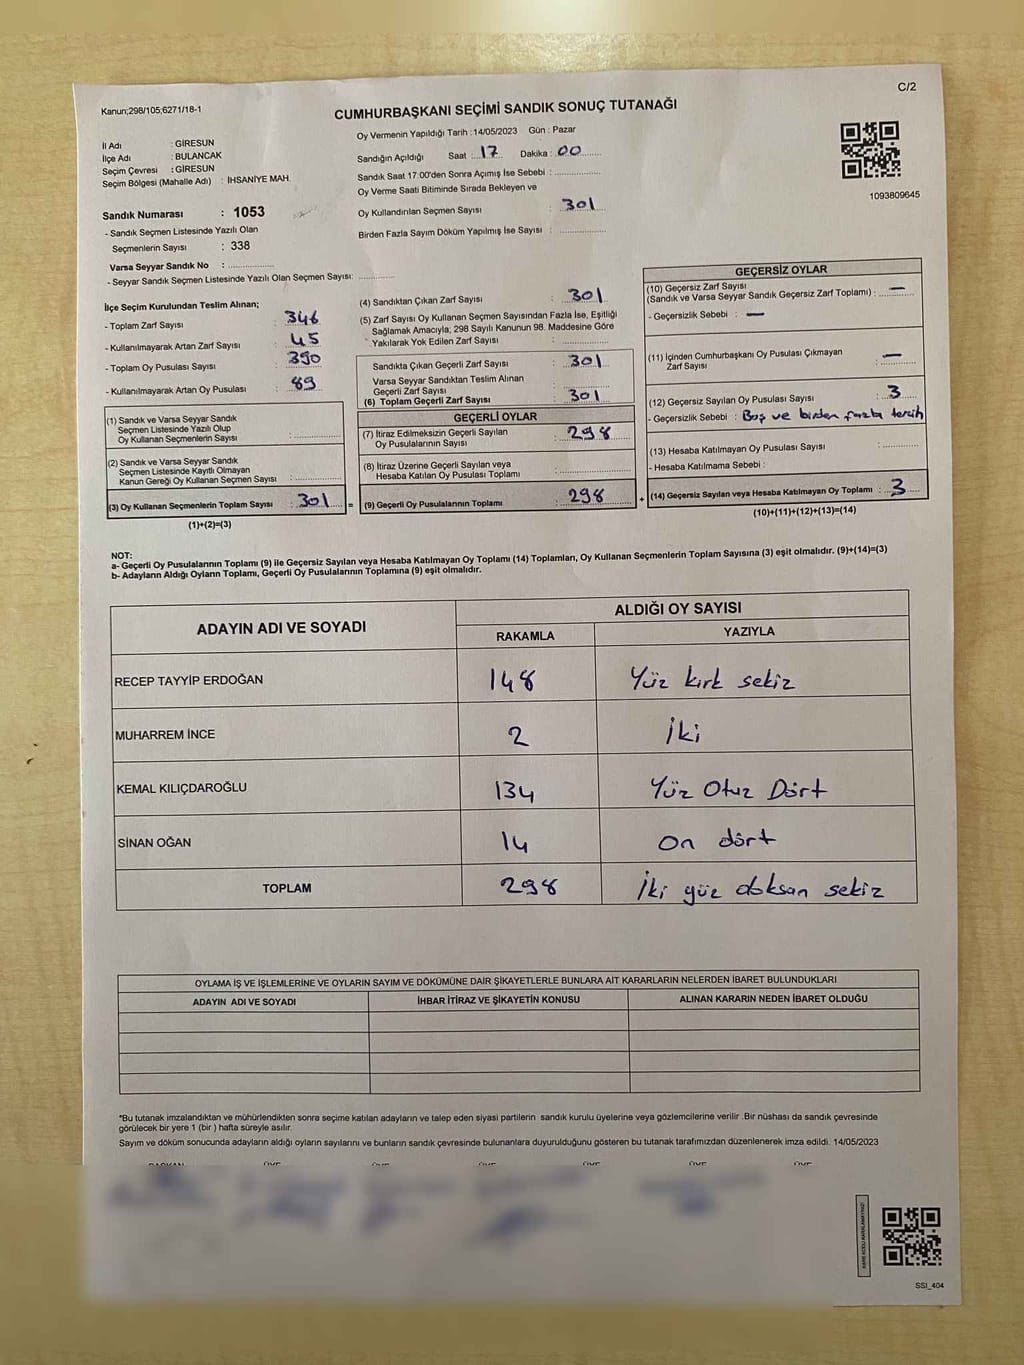 Kanun;298/105;6271/18-1
C/2
CUMHURBAŞKANI SEÇİMİ SANDIK SONUÇ TUTANAĞI
İl Adı : GİRESUN
İlçe Adı : BULANCAK
Seçim Çevresi : GİRESUN
Seçim Bölgesi (Mahalle Adı) : İHSANİYE MAH.
Sandık Numarası : 1053
- Sandık Seçmen Listesinde Yazılı Olan
Seçmenlerin Sayısı : 338
Varsa Seyyar Sandık No :
- Seyyar Sandık Seçmen Listesinde Yazılı Olan Seçmen Sayısı:
Oy Vermenin Yapıldığı Tarih :14/05/2023 Gün : Pazar
Sandığın Açıldığı Saat : 17 Dakika : 00
Sandık Saat 17:00'den Sonra Açımış İse Sebebi :
Oy Verme Saati Bitiminde Sırada Bekleyen ve
Oy Kullandırılan Seçmen Sayısı : 301
Birden Fazla Sayım Döküm Yapılmış İse Sayısı :
1093809645
İlçe Seçim Kurulundan Teslim Alınan;
- Toplam Zarf Sayısı : 346
- Kullanılmayarak Artan Zarf Sayısı : 45
- Toplam Oy Pusulası Sayısı : 390
- Kullanılmayarak Artan Oy Pusulası : 89
(1) Sandık ve Varsa Seyyar Sandık
Seçmen Listesinde Yazılı Olup
Oy Kullanan Seçmenlerin Sayısı :
(2) Sandık ve Varsa Seyyar Sandık
Seçmen Listesinde Kayıtlı Olmayan
Kanun Gereği Oy Kullanan Seçmen Sayısı :
(3) Oy Kullanan Seçmenlerin Toplam Sayısı : 301 =
(1)+(2)=(3)
(4) Sandıktan Çıkan Zarf Sayısı : 301
(5) Zarf Sayısı Oy Kullanan Seçmen Sayısından Fazla İse, Eşitliği
Sağlamak Amacıyla; 298 Sayılı Kanunun 98. Maddesine Göre
Yakılarak Yok Edilen Zarf Sayısı :
Sandıkta Çıkan Geçerli Zarf Sayısı : 301
Varsa Seyyar Sandıktan Teslim Alınan
Geçerli Zarf Sayısı :
(6) Toplam Geçerli Zarf Sayısı : 301
GEÇERLİ OYLAR
(7) İtiraz Edilmeksizin Geçerli Sayılan
Oy Pusulalarının Sayısı : 298
(8) İtiraz Üzerine Geçerli Sayılan veya
Hesaba Katılan Oy Pusulası Toplamı :
(9) Geçerli Oy Pusulalarının Toplamı : 298 +
GEÇERSİZ OYLAR
(10) Geçersiz Zarf Sayısı
(Sandık ve Varsa Seyyar Sandık Geçersiz Zarf Toplamı) : —
- Geçersizlik Sebebi : —
(11) İçinden Cumhurbaşkanı Oy Pusulası Çıkmayan
Zarf Sayısı : —
(12) Geçersiz Sayılan Oy Pusulası Sayısı : 3
- Geçersizlik Sebebi : Boş ve birden fazla tercih
(13) Hesaba Katılmayan Oy Pusulası Sayısı :
- Hesaba Katılmama Sebebi :
(14) Geçersiz Sayılan veya Hesaba Katılmayan Oy Toplamı : 3
(10)+(11)+(12)+(13)=(14)
NOT:
a- Geçerli Oy Pusulalarının Toplamı (9) ile Geçersiz Sayılan veya Hesaba Katılmayan Oy Toplamı (14) Toplamları, Oy Kullanan Seçmenlerin Toplam Sayısına (3) eşit olmalıdır. (9)+(14)=(3)
b- Adayların Aldığı Oyların Toplamı, Geçerli Oy Pusulalarının Toplamına (9) eşit olmalıdır.
ADAYIN ADI VE SOYADI
ALDIĞI OY SAYISI
RAKAMLA YAZIYLA
RECEP TAYYİP ERDOĞAN 148 Yüz kırk sekiz
MUHARREM İNCE 2 İki
KEMAL KILIÇDAROĞLU 134 Yüz Otuz Dört
SİNAN OĞAN 14 On dört
TOPLAM 298 İki yüz doksan sekiz
OYLAMA İŞ VE İŞLEMLERİNE VE OYLARIN SAYIM VE DÖKÜMÜNE DAİR ŞİKAYETLERLE BUNLARA AİT KARARLARIN NELERDEN İBARET BULUNDUKLARI
ADAYIN ADI VE SOYADI İHBAR İTİRAZ VE ŞİKAYETİN KONUSU ALINAN KARARIN NEDEN İBARET OLDUĞU
*Bu tutanak imzalandıktan ve mühürlendikten sonra seçime katılan adayların ve talep eden siyasi partilerin sandık kurulu üyelerine veya gözlemcilerine verilir .Bir nüshası da sandık çevresinde
görülecek bir yere 1 (bir ) hafta süreyle asılır.
Sayım ve döküm sonucunda adayların aldığı oyların sayılarını ve bunların sandık çevresinde bulunanlara duyurulduğunu gösteren bu tutanak tarafımızdan düzenlenerek imza edildi. 14/05/2023
SSI_404